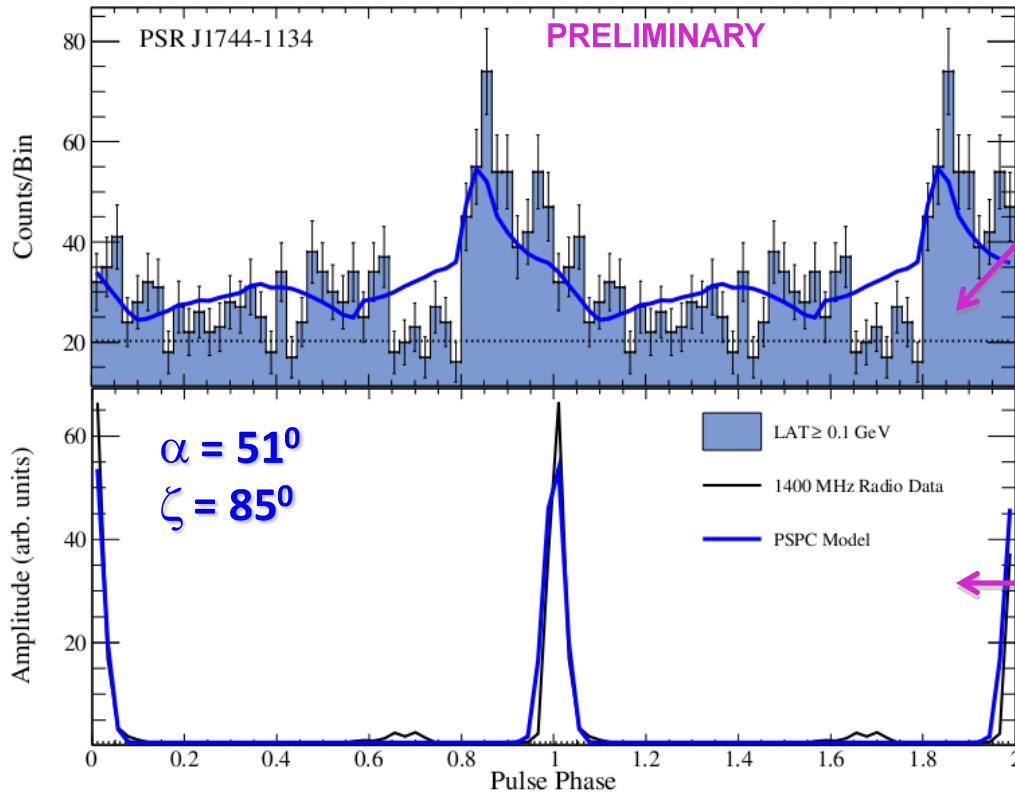 PSR J1744-1134
PRELIMINARY
Counts/Bin
80
60
40
20
α = 51⁰
ζ = 85⁰
LAT ≥ 0.1 GeV
1400 MHz Radio Data
PSPC Model
Amplitude (arb. units)
60
40
20
0 0.2 0.4 0.6 0.8 1 1.2 1.4 1.6 1.8 2
Pulse Phase